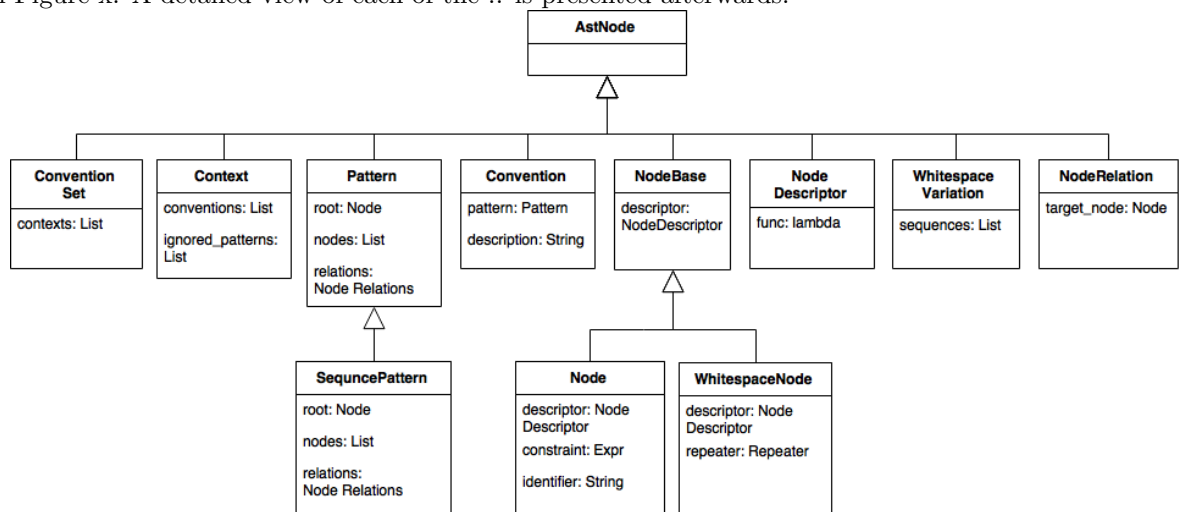 Figure x. A detailed view of each of the .. is presented afterwards.
AstNode
Convention
Set
contexts: List
Context
conventions: List
ignored_patterns:
List
Pattern
root: Node
nodes: List
relations:
Node Relations
Convention
pattern: Pattern
description: String
NodeBase
descriptor:
NodeDescriptor
Node
Descriptor
func: lambda
Whitespace
Variation
sequences: List
NodeRelation
target_node: Node
SequncePattern
root: Node
nodes: List
relations:
Node Relations
Node
descriptor: Node
Descriptor
constraint: Expr
identifier: String
WhitespaceNode
descriptor: Node
Descriptor
repeater: Repeater